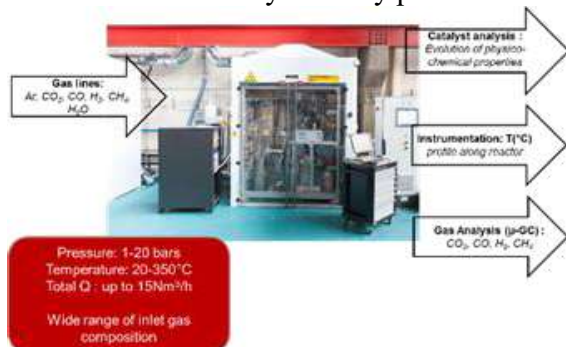 Gas lines:
Ar, CO₂, CO, H₂, CH₄
H₂O
Catalyst analysis :
Evolution of physico-
chemical properties
Instrumentation: T(°C)
profile along reactor
Gas Analysis (µ-GC) :
CO₂, CO, H₂, CH₄
Pressure: 1-20 bars
Temperature: 20-350°C
Total Q : up to 15Nm³/h
Wide range of inlet gas
composition